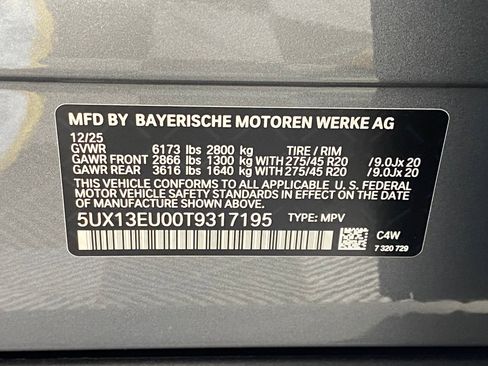 MFD BY BAYERISCHE MOTOREN WERKE AG
12/25
GVWR 6173 lbs 2800 kg TIRE / RIM
GAWR FRONT 2866 lbs 1300 kg WITH 275/45 R20 /9.0Jx 20
GAWR REAR 3616 lbs 1640 kg WITH 275/45 R20 /9.0Jx 20
THIS VEHICLE CONFORMS TO ALL APPLICABLE U.S. FEDERAL
MOTOR VEHICLE SAFETY STANDARDS IN EFFECT ON THE DATE
OF MANUFACTURE SHOWN ABOVE.
5UX13EU00T9317195 TYPE: MPV
C4W
7 320 729